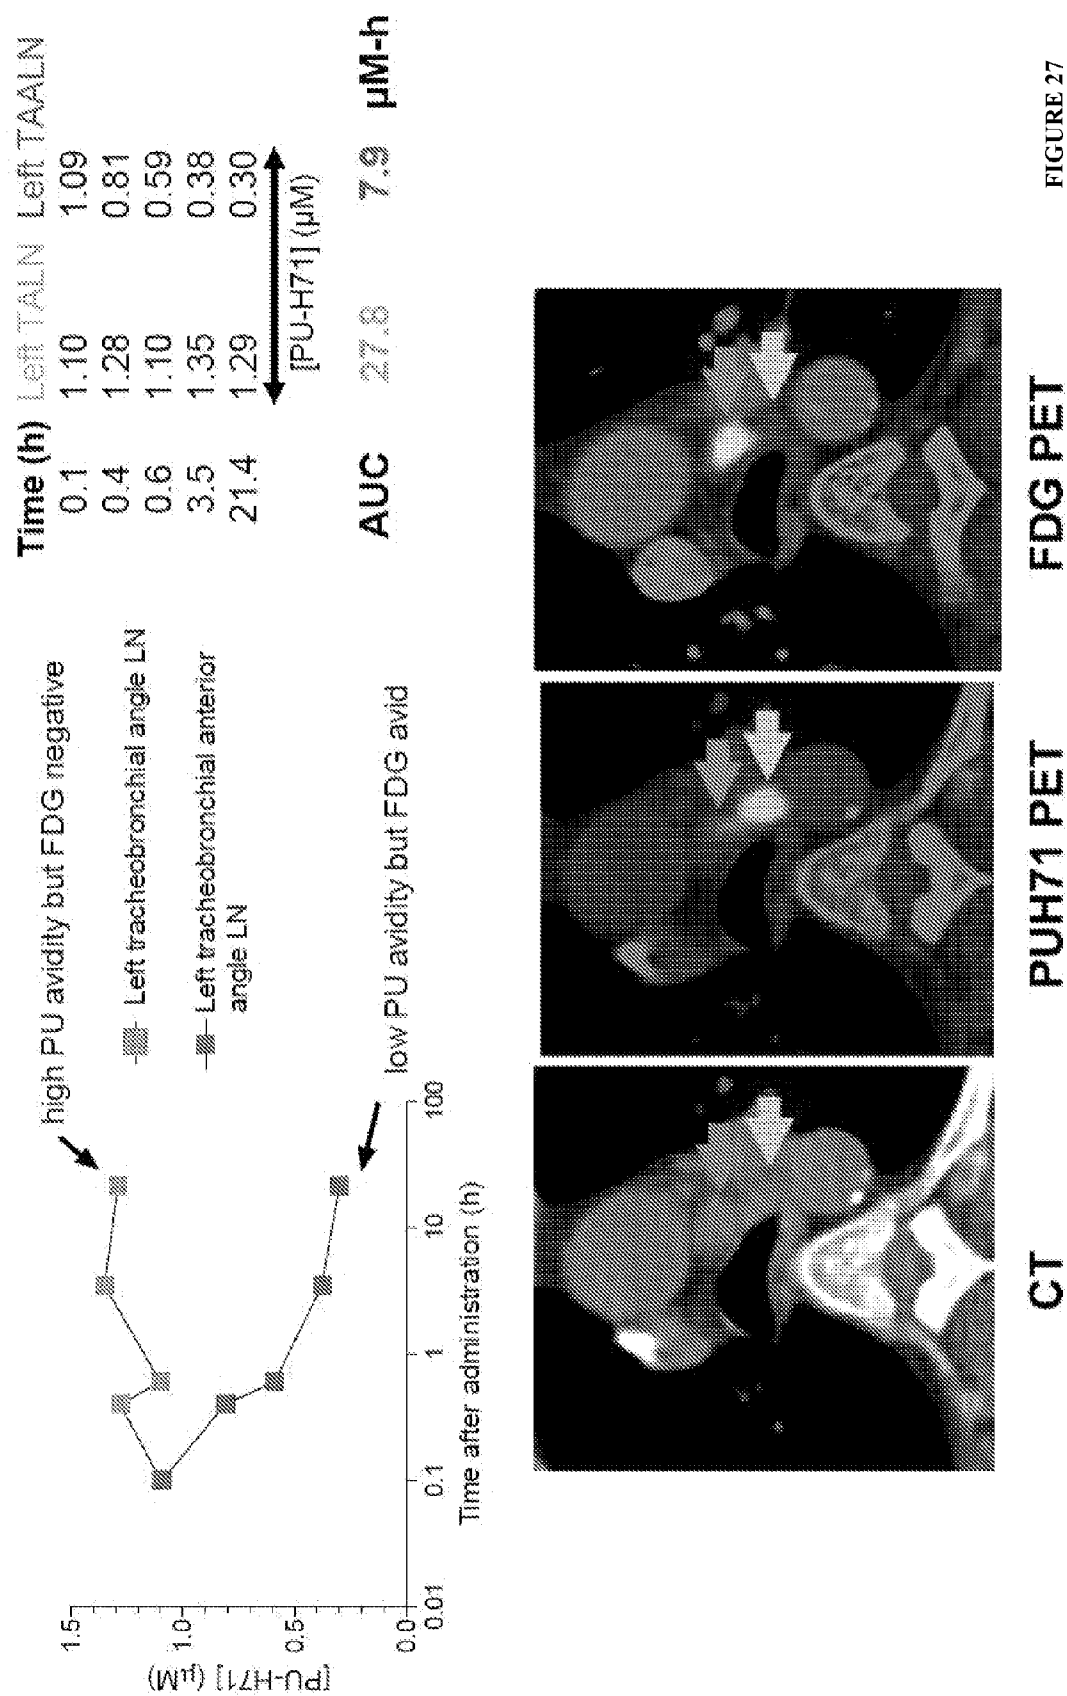 high PU avidity but FDG negative
Left tracheobronchial angle LN
Left tracheobronchial anterior
angle LN
low PU avidity but FDG avid
[PU-H71] (µM)
1.5
1.0
0.5
0.0
0.01
0.1
1
10
100
Time after administration (h)
Time (h) Left TALN Left TAALN
0.1 1.10 1.09
0.4 1.28 0.81
0.6 1.10 0.59
3.5 1.35 0.38
21.4 1.29 0.30
[PU-H71] (µM)
AUC 27.8 7.9 µM-h
CT
PUH71 PET
FDG PET
FIGURE 27